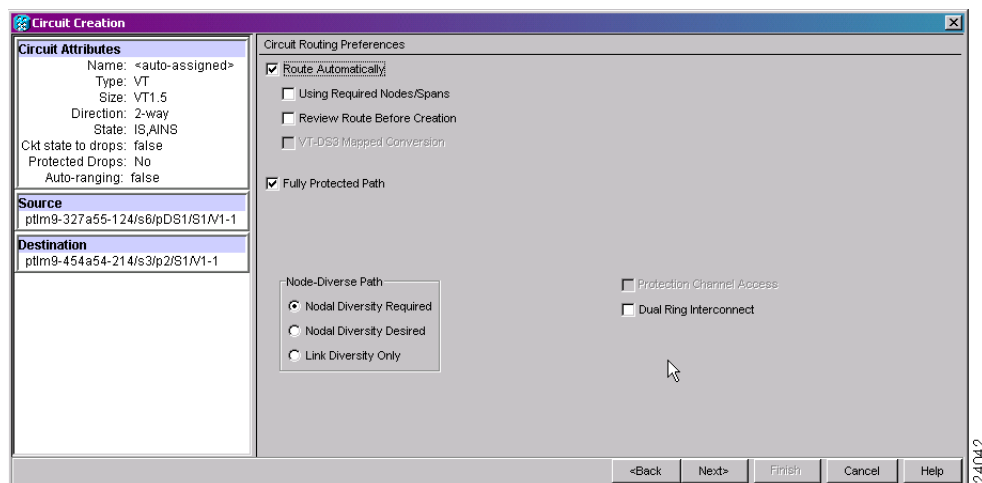 Circuit Creation
Circuit Attributes
Name: <auto-assigned>
Type: VT
Size: VT1.5
Direction: 2-way
State: IS,AINS
Ckt state to drops: false
Protected Drops: No
Auto-ranging: false
Source
ptlm9-327a55-124/s6/pDS1/S1/V1-1
Destination
ptlm9-454a54-214/s3/p2/S1/V1-1
Circuit Routing Preferences
Route Automatically
Using Required Nodes/Spans
Review Route Before Creation
VT-DS3 Mapped Conversion
Fully Protected Path
Node-Diverse Path
Nodal Diversity Required
Nodal Diversity Desired
Link Diversity Only
Protection Channel Access
Dual Ring Interconnect
<Back
Next>
Finish
Cancel
Help
24042